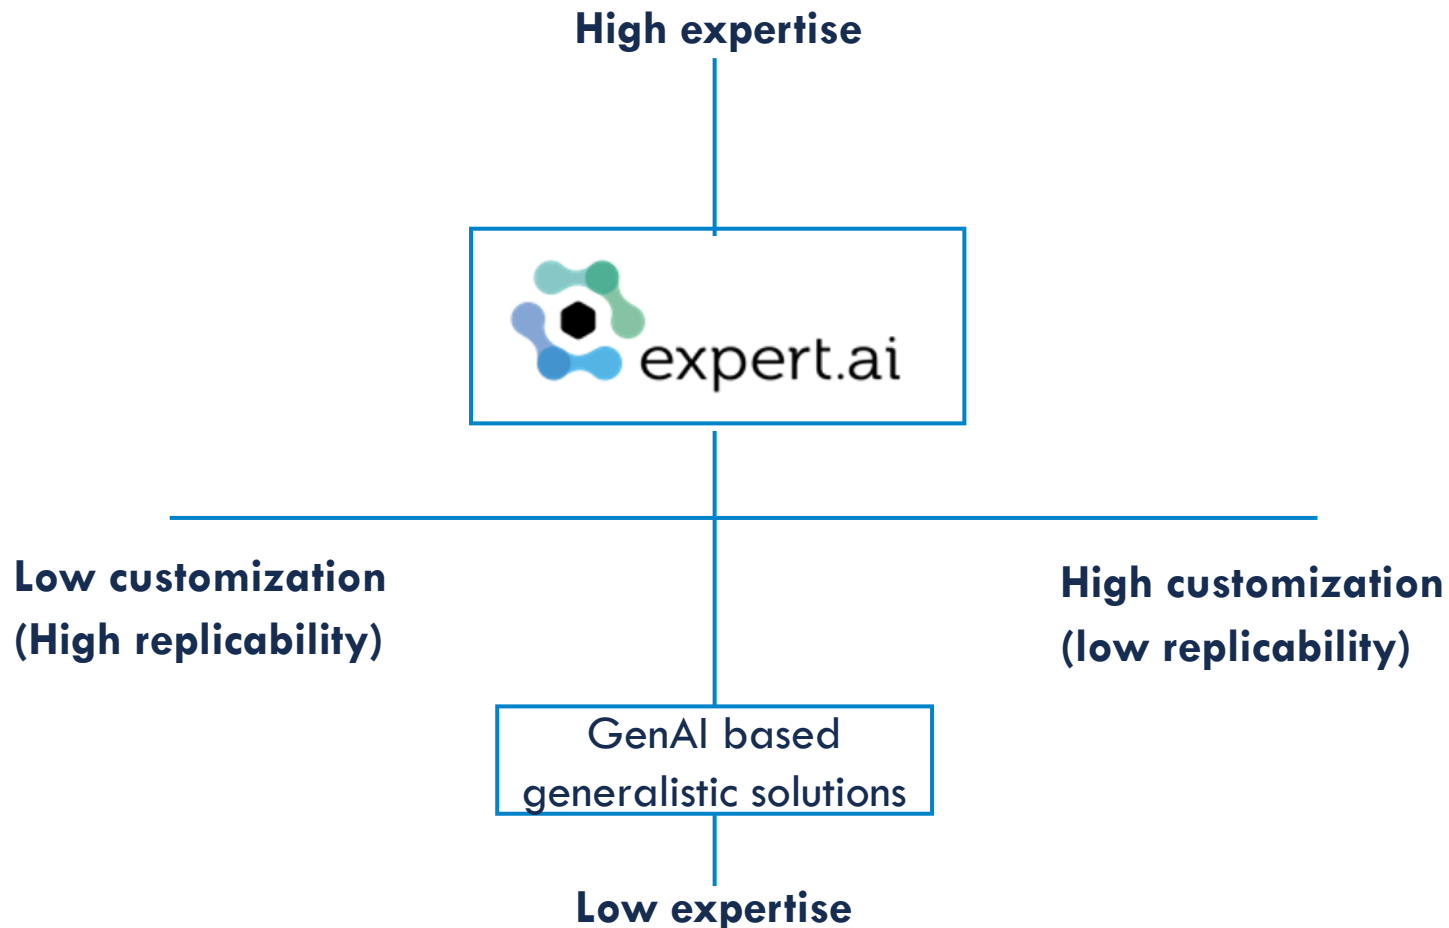 High expertise
expert.ai
Low customization
(High replicability)
High customization
(low replicability)
GenAI based
generalistic solutions
Low expertise